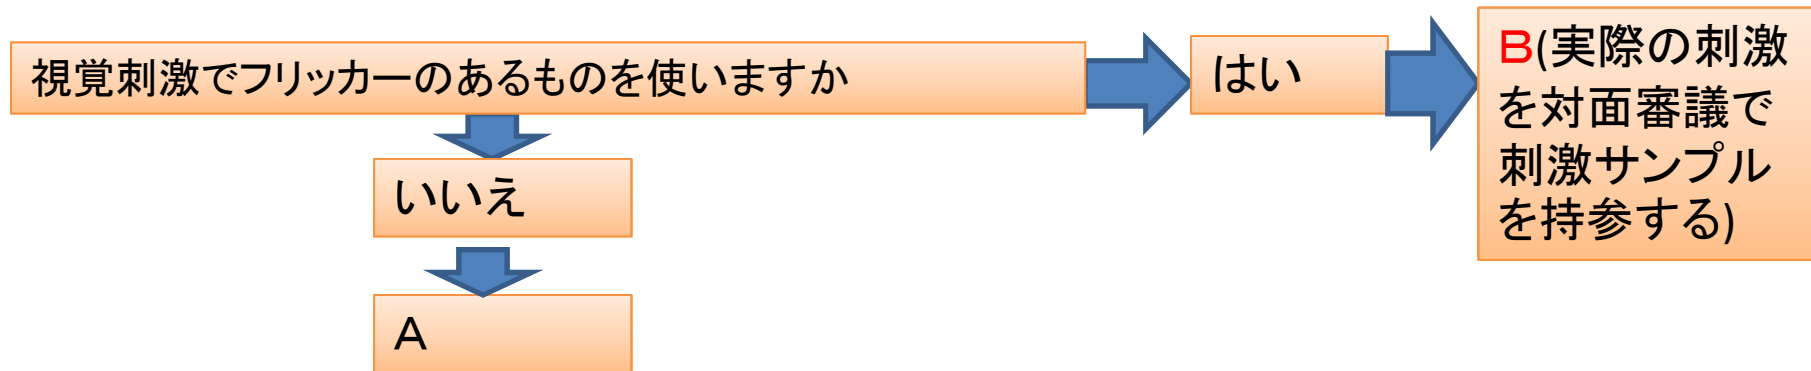 視覚刺激でフリッカーのあるものを使いますか
はい
B(実際の刺激
を対面審議で
刺激サンプル
を持参する)
いいえ
A